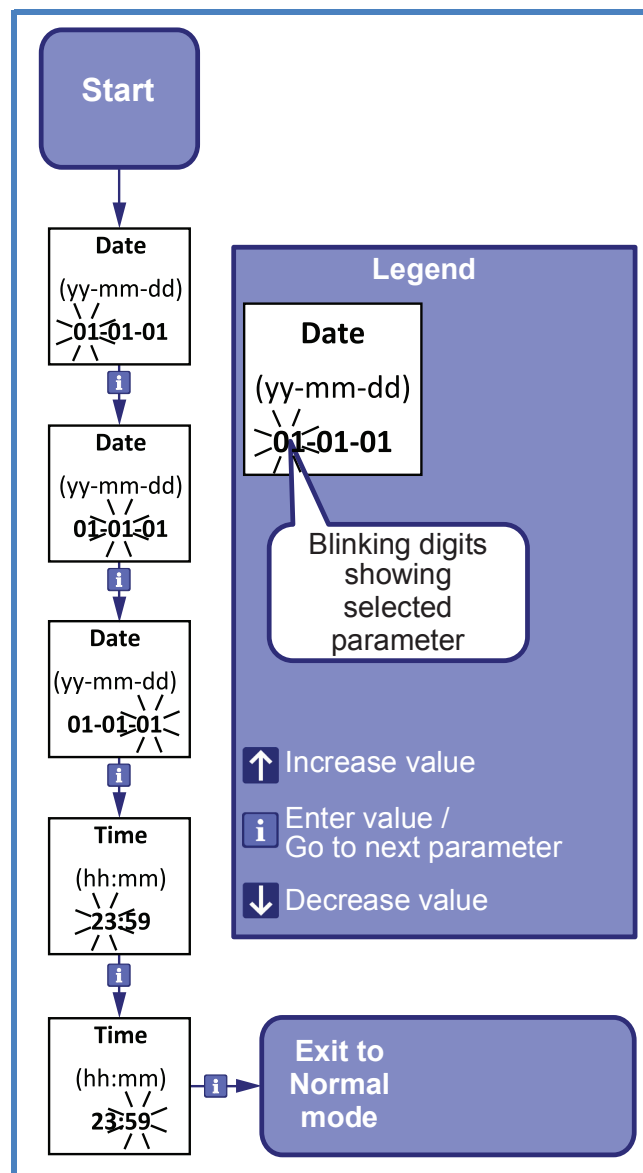 Start
Date
(yy-mm-dd)
01-01-01
i
Date
(yy-mm-dd)
01-01-01
i
Date
(yy-mm-dd)
01-01-01
i
Time
(hh:mm)
23:59
i
Time
(hh:mm)
23:59
i
Exit to
Normal
mode
Legend
Date
(yy-mm-dd)
01-01-01
Blinking digits
showing
selected
parameter
↑ Increase value
i Enter value /
Go to next parameter
↓ Decrease value